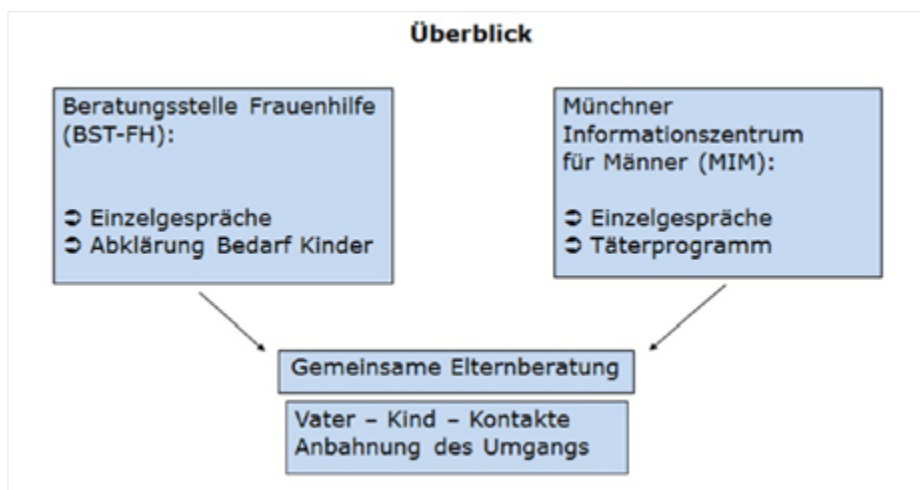 Überblick
Beratungsstelle Frauenhilfe
(BST-FH):
➲ Einzelgespräche
➲ Abklärung Bedarf Kinder
Münchner
Informationszentrum
für Männer (MIM):
➲ Einzelgespräche
➲ Täterprogramm
Gemeinsame Elternberatung
Vater – Kind – Kontakte
Anbahnung des Umgangs